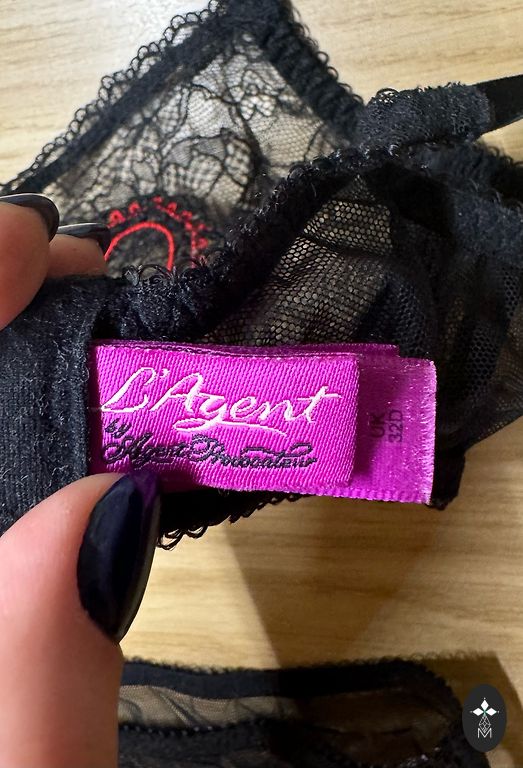 L'Agent
by
Agent Provocateur
UK
32D
M